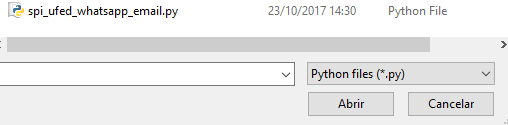 spi_ufed_whatsapp_email.py 23/10/2017 14:30 Python File
Python files (*.py)
Abrir Cancelar